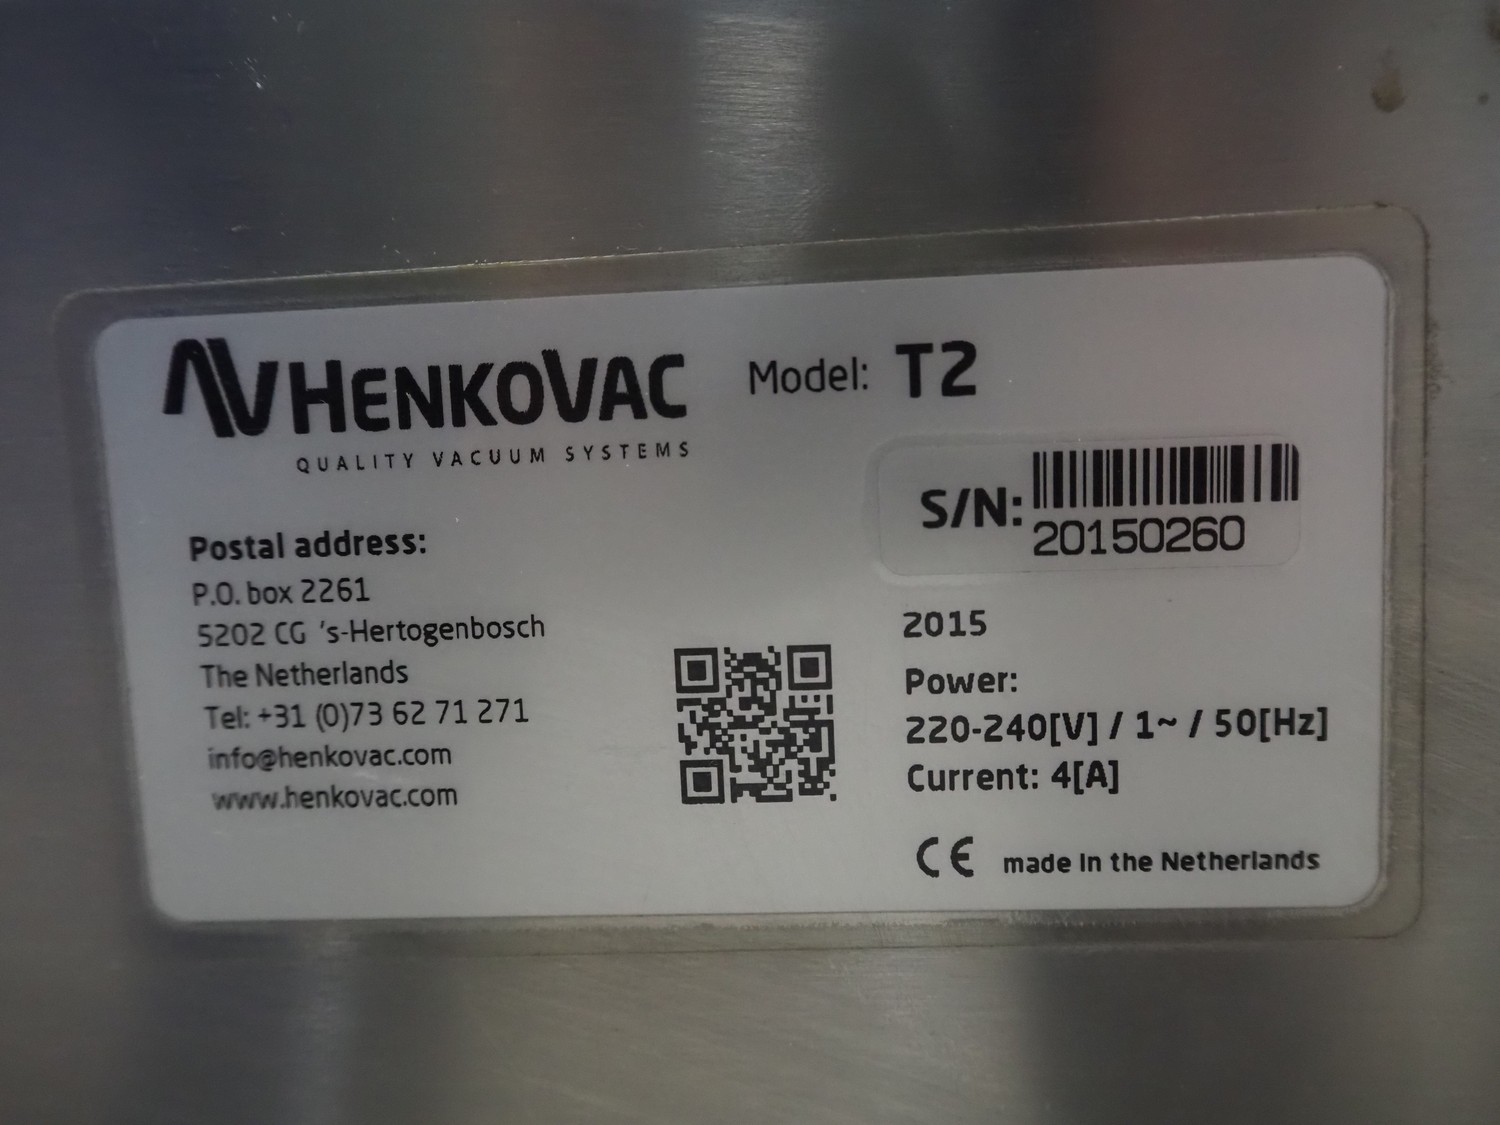 HENKOVAC
QUALITY VACUUM SYSTEMS
Model: T2
S/N:
20150260
Postal address:
P.O. box 2261
5202 CG 's-Hertogenbosch
The Netherlands
Tel: +31 (0)73 62 71 271
info@henkovac.com
www.henkovac.com
2015
Power:
220-240[V] / 1~ / 50[Hz]
Current: 4[A]
CE made in the Netherlands